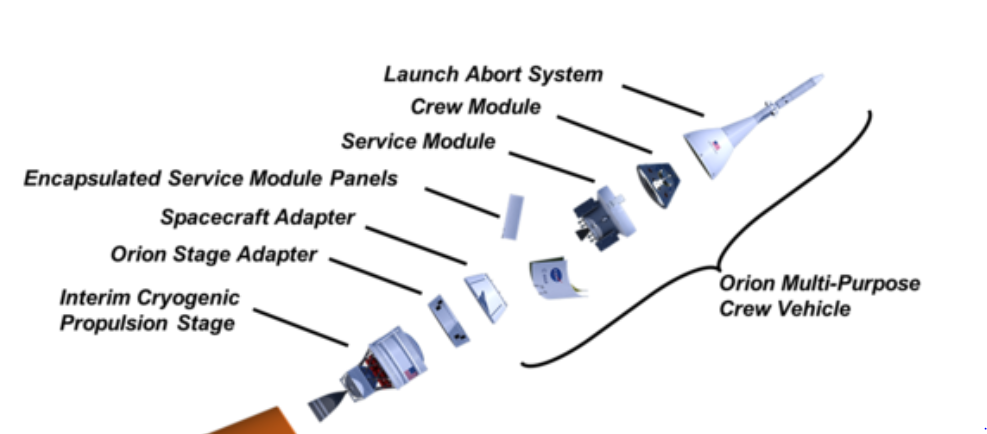 Launch Abort System
Crew Module
Service Module
Encapsulated Service Module Panels
Spacecraft Adapter
Orion Stage Adapter
Interim Cryogenic
Propulsion Stage
Orion Multi-Purpose
Crew Vehicle